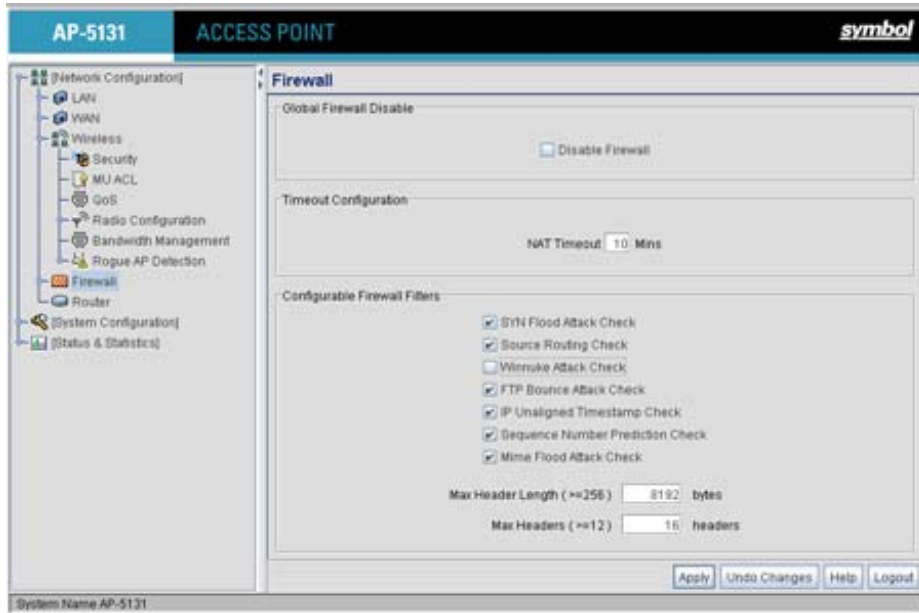 AP-5131
ACCESS POINT
symbol
[Network Configuration]
LAN
WAN
Wireless
Security
MU ACL
QoS
Radio Configuration
Bandwidth Management
Rogue AP Detection
Firewall
Router
[System Configuration]
[Status & Statistics]
Firewall
Global Firewall Disable
Disable Firewall
Timeout Configuration
NAT Timeout 10 Mins
Configurable Firewall Filters
SYN Flood Attack Check
Source Routing Check
Winnuke Attack Check
FTP Bounce Attack Check
IP Unaligned Timestamp Check
Sequence Number Prediction Check
Mime Flood Attack Check
Max Header Length ( >=256 ) 8192 bytes
Max Headers ( >=12 ) 16 headers
Apply Undo Changes Help Logout
System Name AP-5131